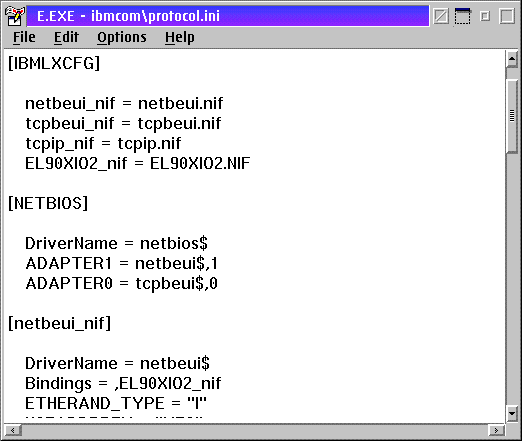 E.EXE - ibmcom\protocol.ini
File Edit Options Help
[IBMLXCFG]
netbeui_nif = netbeui.nif
tcpbeui_nif = tcpbeui.nif
tcpip_nif = tcpip.nif
EL90XIO2_nif = EL90XIO2.NIF
[NETBIOS]
DriverName = netbios$
ADAPTER1 = netbeui$,1
ADAPTER0 = tcpbeui$,0
[netbeui_nif]
DriverName = netbeui$
Bindings = ,EL90XIO2_nif
ETHERAND_TYPE = "I"